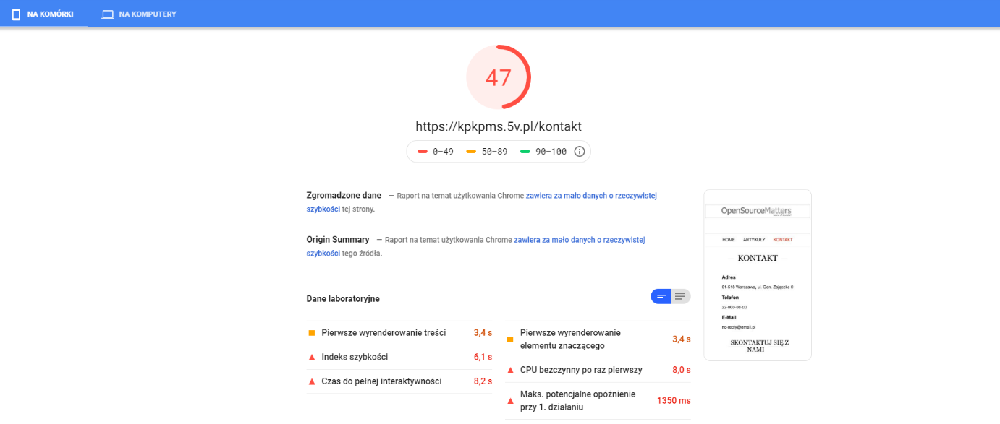 NA KOMÓRKI
NA KOMPUTERY
47
https://kpkpms.5v.pl/kontakt
0–49
50–89
90–100
Zgromadzone dane — Raport na temat użytkowania Chrome zawiera za mało danych o rzeczywistej
szybkości tej strony.
Origin Summary — Raport na temat użytkowania Chrome zawiera za mało danych o rzeczywistej
szybkości tego źródła.
Dane laboratoryjne
Pierwsze wyrenderowanie treści 3,4 s
Indeks szybkości 6,1 s
Czas do pełnej interaktywności 8,2 s
Pierwsze wyrenderowanie
elementu znaczącego 3,4 s
CPU bezczynny po raz pierwszy 8,0 s
Maks. potencjalne opóźnienie
przy 1. działaniu 1350 ms
OpenSourceMatters
HOME ARTYKUŁY KONTAKT
KONTAKT
Adres
01-518 Warszawa, ul. Gen. Zajączka 0
Telefon
22-000-00-00
E-Mail
no-reply@email.pl
SKONTAKTUJ SIĘ Z
NAMI